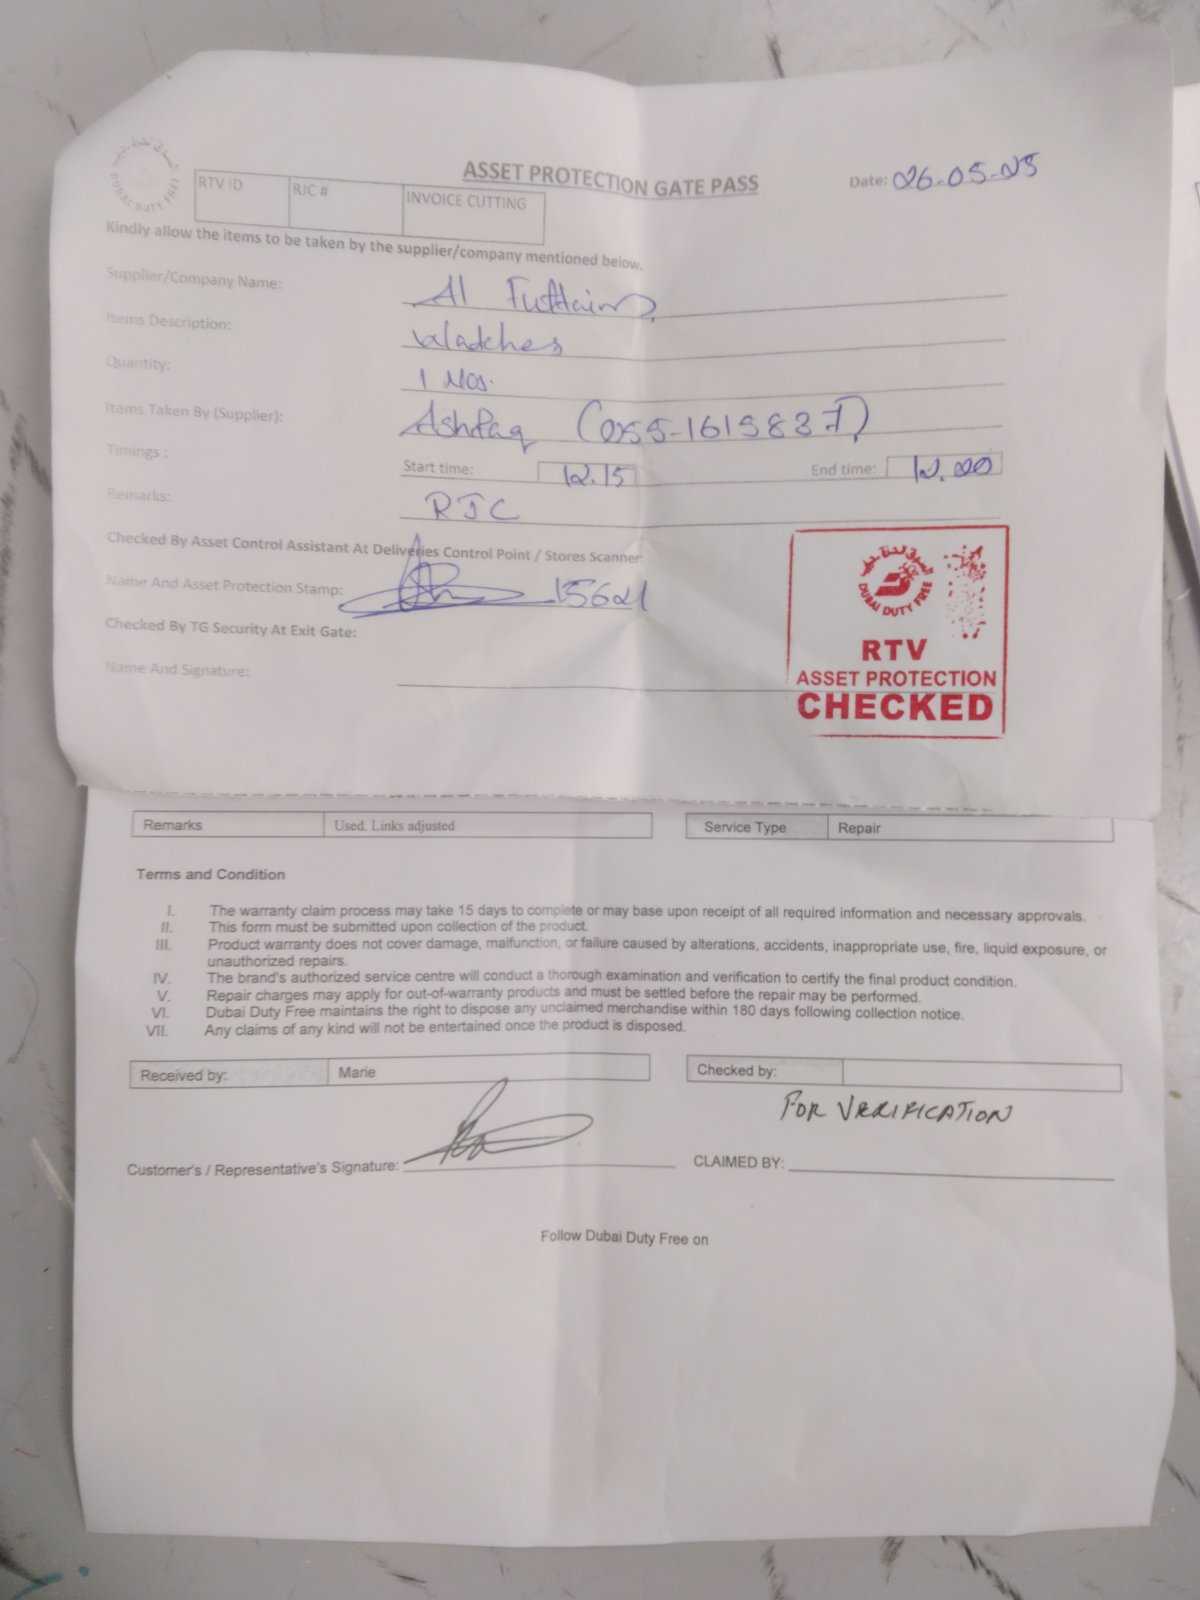 ASSET PROTECTION GATE PASS
Date: 26-05-25
DUBAI DUTY FREE
RTV ID
RJC #
INVOICE CUTTING
Kindly allow the items to be taken by the supplier/company mentioned below.
Supplier/Company Name: Al Futtaim
Items Description: Watches
Quantity: 1 Nos.
Items Taken By (Supplier): Ashfaq (055-1615837)
Timings : Start time: 12.15 End time: 12.20
Remarks: RJC
Checked By Asset Control Assistant At Deliveries Control Point / Stores Scanner:
Name And Asset Protection Stamp: 15621
Checked By TG Security At Exit Gate:
Name And Signature:
DUBAI DUTY FREE
RTV
ASSET PROTECTION
CHECKED
Remarks Used, Links adjusted
Service Type Repair
Terms and Condition
I. The warranty claim process may take 15 days to complete or may base upon receipt of all required information and necessary approvals.
II. This form must be submitted upon collection of the product.
III. Product warranty does not cover damage, malfunction, or failure caused by alterations, accidents, inappropriate use, fire, liquid exposure, or
unauthorized repairs.
IV. The brand's authorized service centre will conduct a thorough examination and verification to certify the final product condition.
V. Repair charges may apply for out-of-warranty products and must be settled before the repair may be performed.
VI. Dubai Duty Free maintains the right to dispose any unclaimed merchandise within 180 days following collection notice.
VII. Any claims of any kind will not be entertained once the product is disposed.
Received by: Marie
Checked by:
FOR VERIFICATION
Customer's / Representative's Signature:
CLAIMED BY:
Follow Dubai Duty Free on